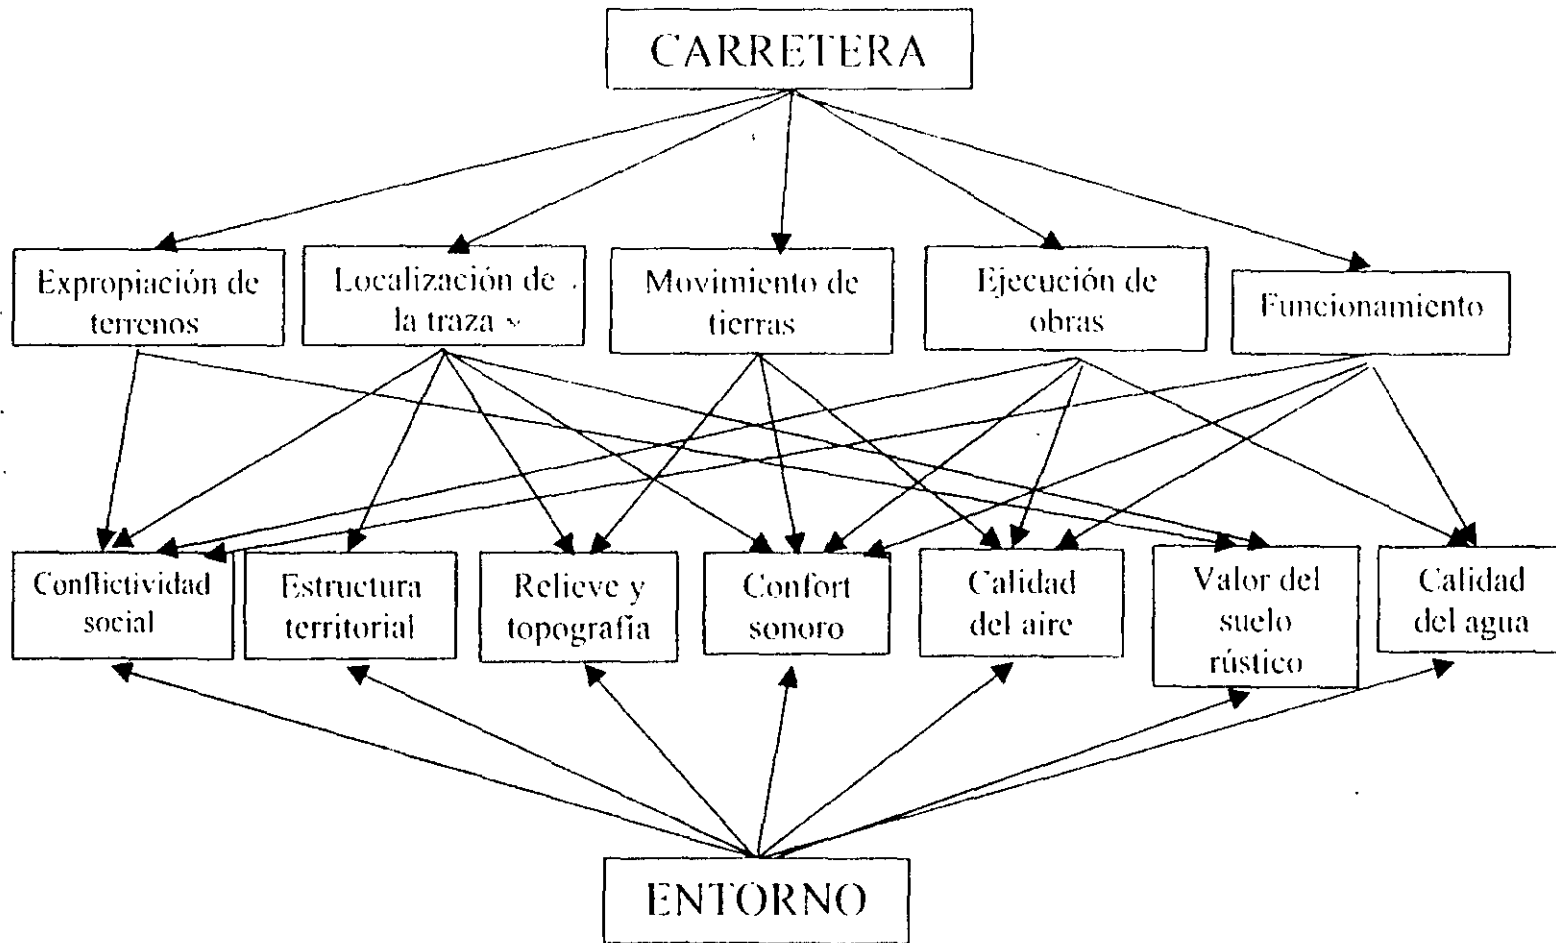 CARRETERA
Expropiación de
terrenos
Localización de
la traza
Movimiento de
tierras
Ejecución de
obras
Funcionamiento
Conflictividad
social
Estructura
territorial
Relieve y
topografía
Confort
sonoro
Calidad
del aire
Valor del
suelo
rústico
Calidad
del agua
ENTORNO